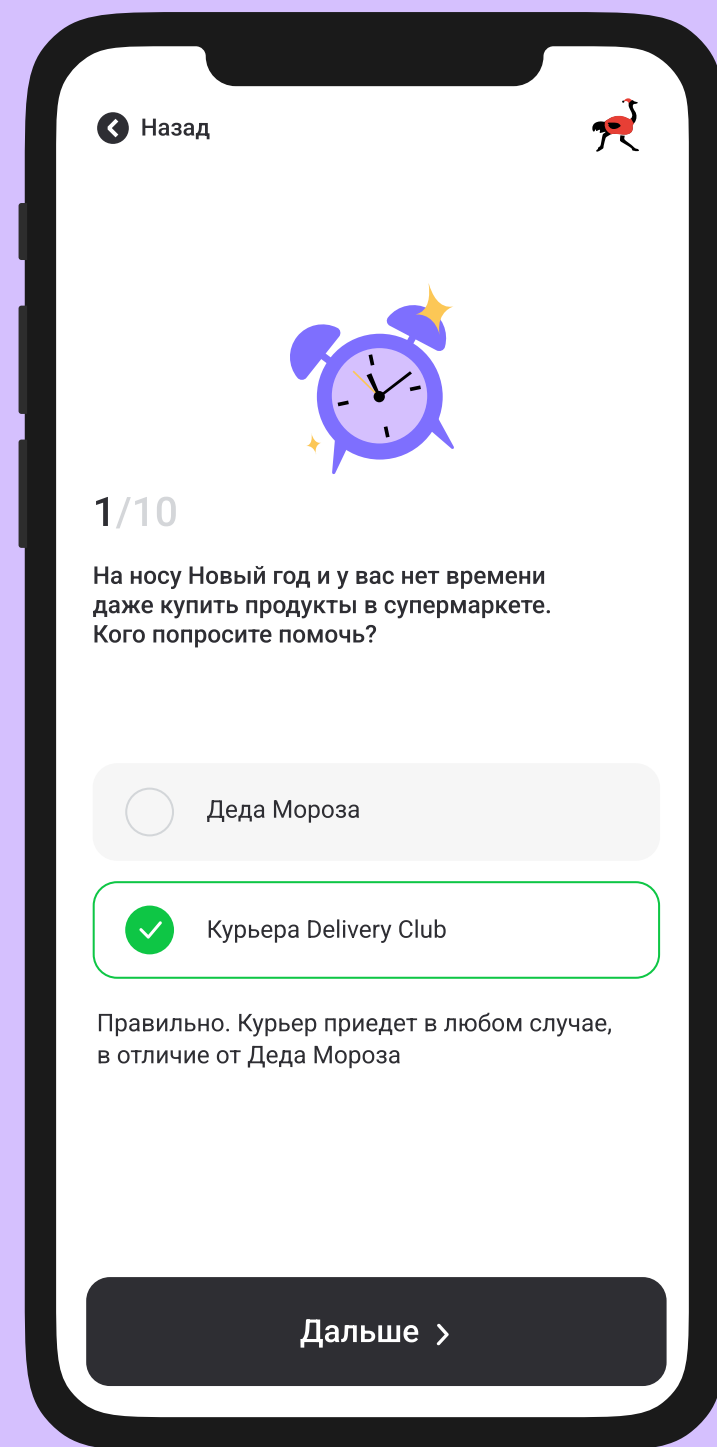 Назад
1/10
На носу Новый год и у вас нет времени
даже купить продукты в супермаркете.
Кого попросите помочь?
Деда Мороза
Курьера Delivery Club
Правильно. Курьер приедет в любом случае,
в отличие от Деда Мороза
Дальше